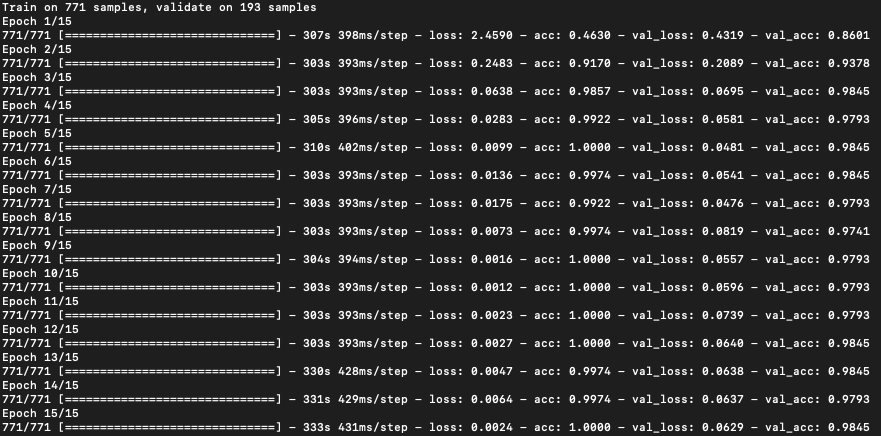 Train on 771 samples, validate on 193 samples
Epoch 1/15
771/771 [==============================] - 307s 398ms/step - loss: 2.4590 - acc: 0.4630 - val_loss: 0.4319 - val_acc: 0.8601
Epoch 2/15
771/771 [==============================] - 303s 393ms/step - loss: 0.2483 - acc: 0.9170 - val_loss: 0.2089 - val_acc: 0.9378
Epoch 3/15
771/771 [==============================] - 303s 393ms/step - loss: 0.0638 - acc: 0.9857 - val_loss: 0.0695 - val_acc: 0.9845
Epoch 4/15
771/771 [==============================] - 305s 396ms/step - loss: 0.0283 - acc: 0.9922 - val_loss: 0.0581 - val_acc: 0.9793
Epoch 5/15
771/771 [==============================] - 310s 402ms/step - loss: 0.0099 - acc: 1.0000 - val_loss: 0.0481 - val_acc: 0.9845
Epoch 6/15
771/771 [==============================] - 303s 393ms/step - loss: 0.0136 - acc: 0.9974 - val_loss: 0.0541 - val_acc: 0.9845
Epoch 7/15
771/771 [==============================] - 303s 393ms/step - loss: 0.0175 - acc: 0.9922 - val_loss: 0.0476 - val_acc: 0.9793
Epoch 8/15
771/771 [==============================] - 303s 393ms/step - loss: 0.0073 - acc: 0.9974 - val_loss: 0.0819 - val_acc: 0.9741
Epoch 9/15
771/771 [==============================] - 304s 394ms/step - loss: 0.0016 - acc: 1.0000 - val_loss: 0.0557 - val_acc: 0.9793
Epoch 10/15
771/771 [==============================] - 303s 393ms/step - loss: 0.0012 - acc: 1.0000 - val_loss: 0.0596 - val_acc: 0.9793
Epoch 11/15
771/771 [==============================] - 303s 393ms/step - loss: 0.0023 - acc: 1.0000 - val_loss: 0.0739 - val_acc: 0.9793
Epoch 12/15
771/771 [==============================] - 303s 393ms/step - loss: 0.0027 - acc: 1.0000 - val_loss: 0.0640 - val_acc: 0.9845
Epoch 13/15
771/771 [==============================] - 330s 428ms/step - loss: 0.0047 - acc: 0.9974 - val_loss: 0.0638 - val_acc: 0.9845
Epoch 14/15
771/771 [==============================] - 331s 429ms/step - loss: 0.0064 - acc: 0.9974 - val_loss: 0.0637 - val_acc: 0.9793
Epoch 15/15
771/771 [==============================] - 333s 431ms/step - loss: 0.0024 - acc: 1.0000 - val_loss: 0.0629 - val_acc: 0.9845